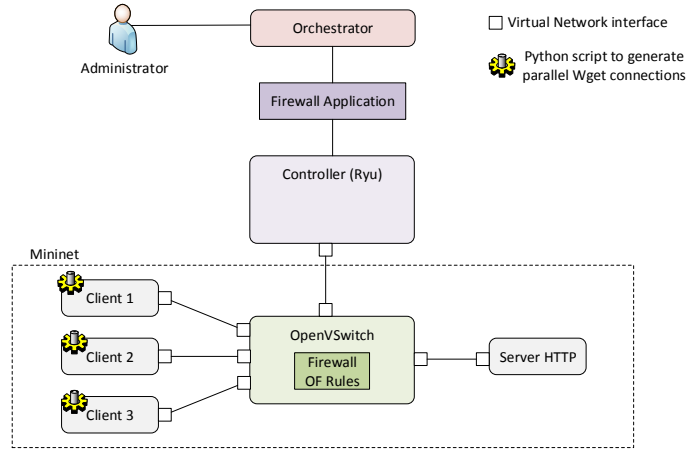 Orchestrator
Administrator
Virtual Network interface
Python script to generate
parallel Wget connections
Firewall Application
Controller (Ryu)
Mininet
Client 1
Client 2
Client 3
OpenVSwitch
Firewall
OF Rules
Server HTTP